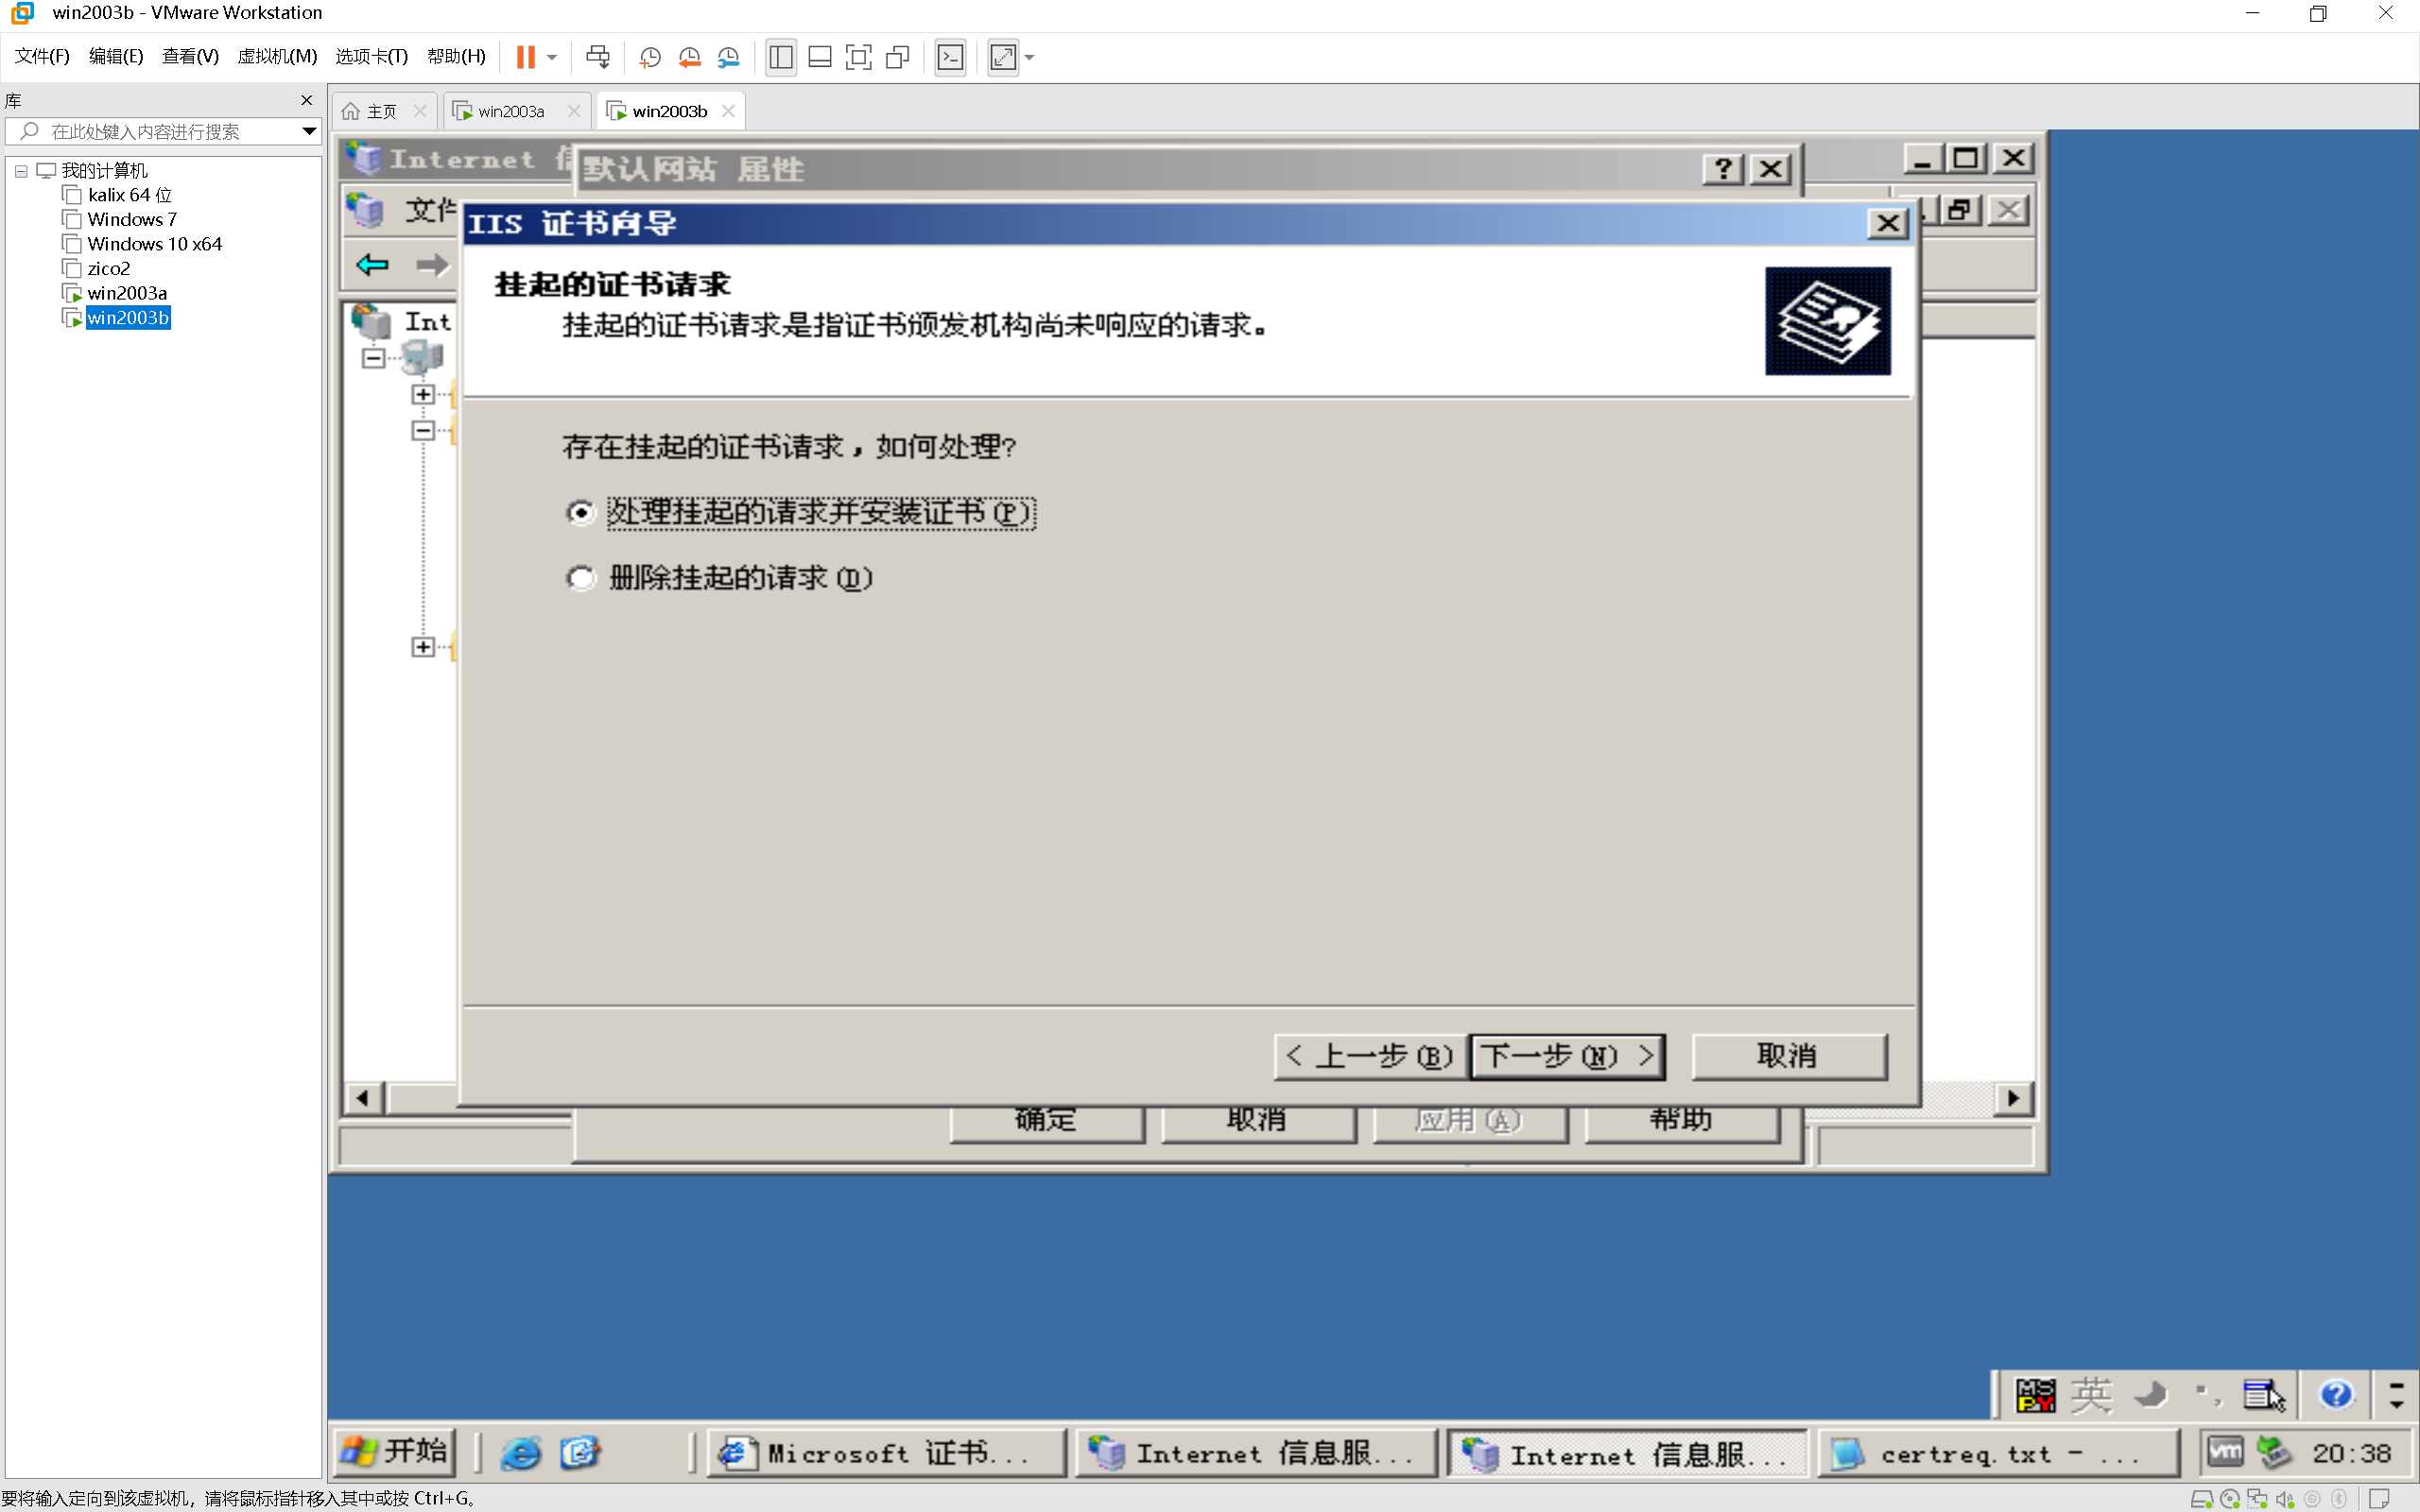 win2003b - VMware Workstation
文件(F) 编辑(E) 查看(V) 虚拟机(M) 选项卡(T) 帮助(H)
库
在此处键入内容进行搜索
我的计算机
kalix 64 位
Windows 7
Windows 10 x64
zico2
win2003a
win2003b
主页 win2003a win2003b
Internet
默认网站 属性
文件
IIS 证书向导
挂起的证书请求
挂起的证书请求是指证书颁发机构尚未响应的请求。
Int
存在挂起的证书请求，如何处理?
处理挂起的请求并安装证书(P)
删除挂起的请求(D)
< 上一步(B) 下一步(N) > 取消
确定 取消 应用(A) 帮助
英
开始 Microsoft 证书... Internet 信息服... Internet 信息服... certreq.txt - ... vm 20:38
要将输入定向到该虚拟机，请将鼠标指针移入其中或按 Ctrl+G。